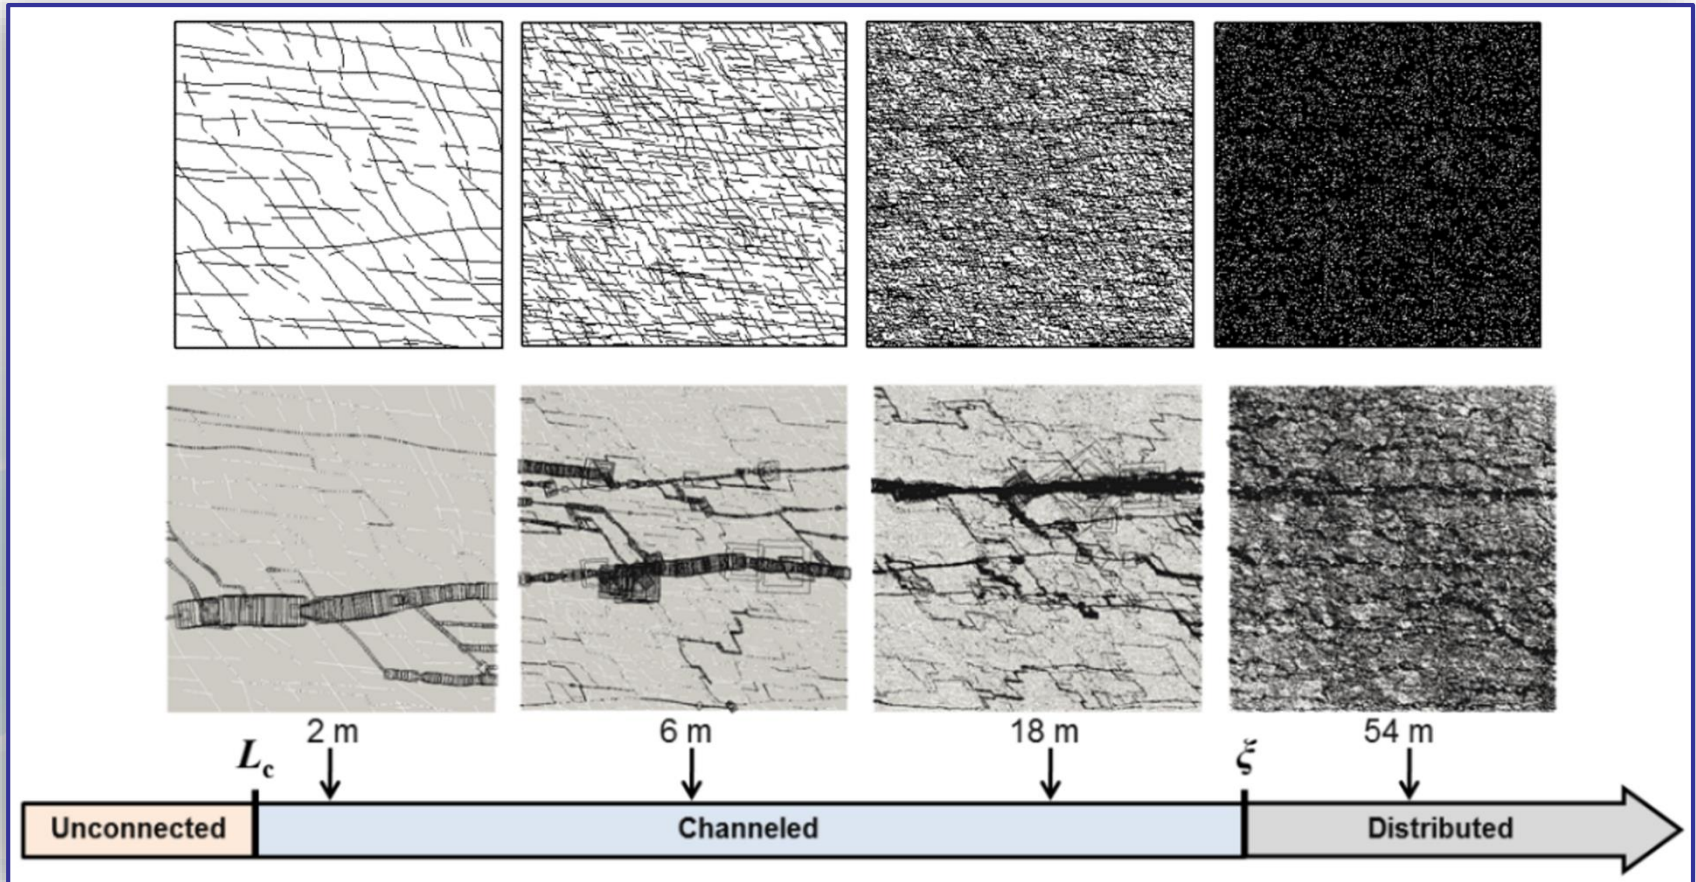 2 m
6 m
18 m
54 m
Lc
ξ
Unconnected
Channeled
Distributed